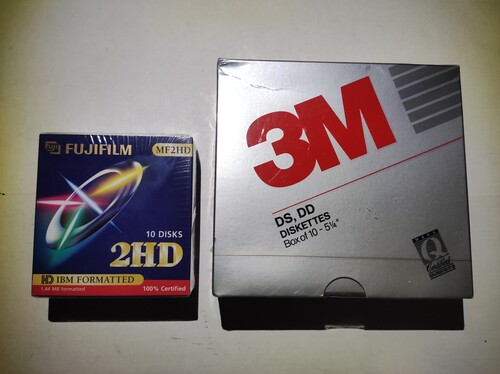 FUJIFILM
MF2HD
10 DISKS
2HD
HD IBM FORMATTED
1.44 MB formatted
100% Certified
3M
DS, DD
DISKETTES
Box of 10 - 5¼"
Q